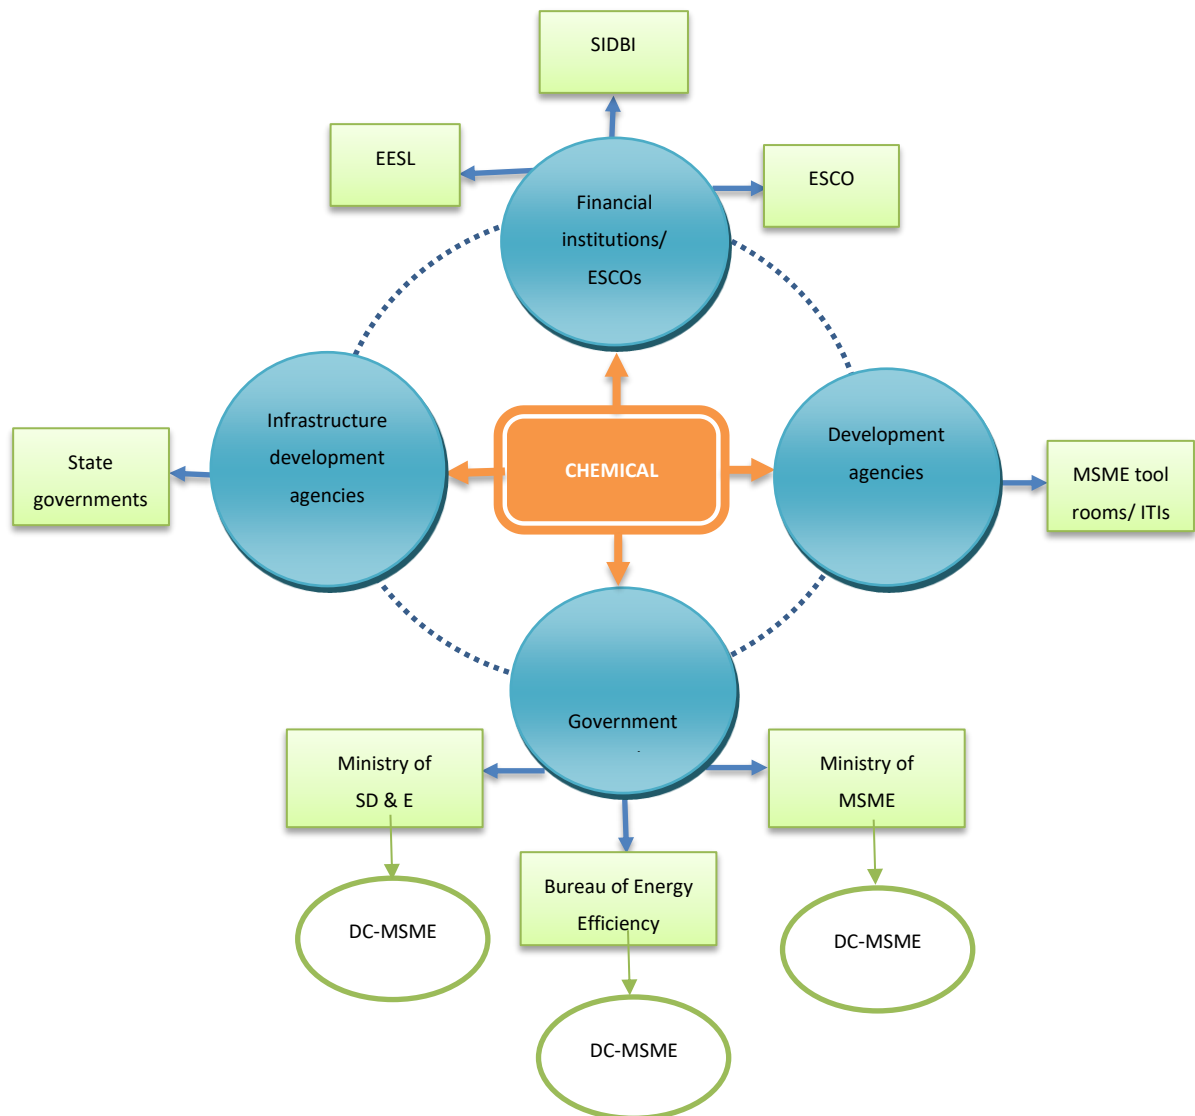 SIDBI
EESL
ESCO
Financial
institutions/
ESCOs
Infrastructure
development
agencies
Development
agencies
State
governments
CHEMICAL
MSME tool
rooms/ ITIs
Government
Ministry of
SD & E
Ministry of
MSME
Bureau of Energy
Efficiency
DC-MSME
DC-MSME
DC-MSME